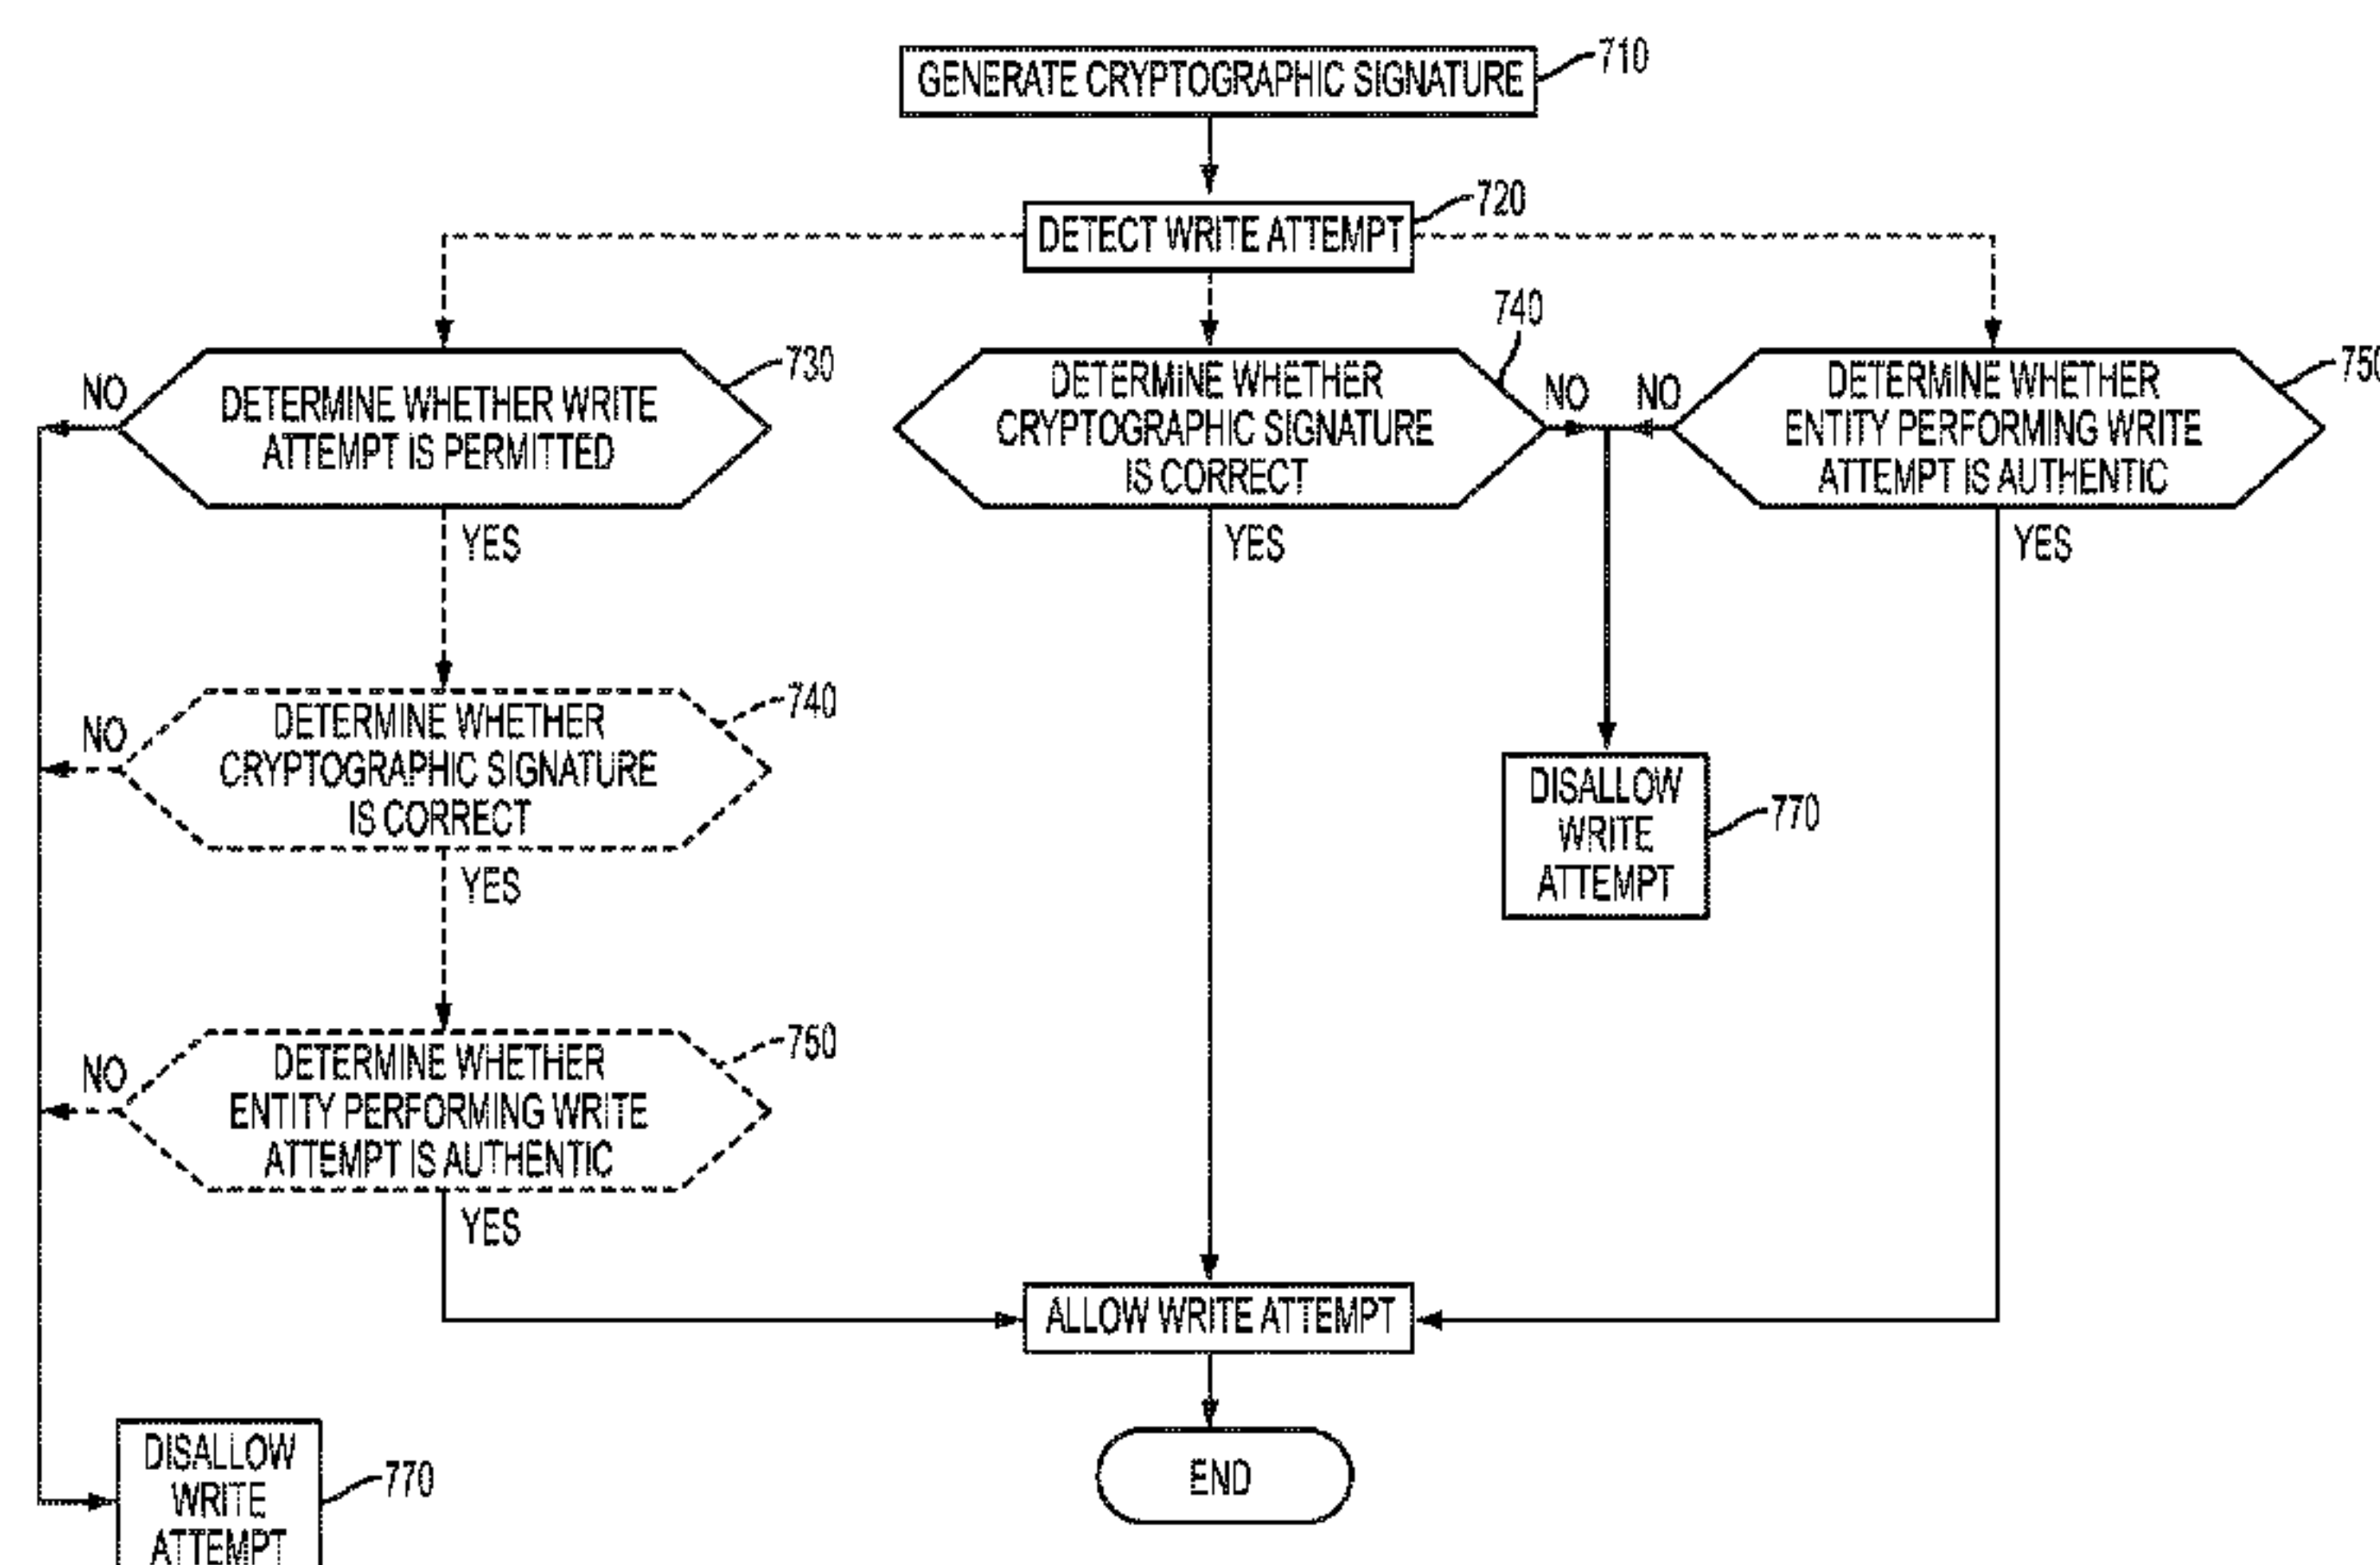 GENERATE CRYPTOGRAPHIC SIGNATURE
710
DETECT WRITE ATTEMPT
720
NO
DETERMINE WHETHER WRITE
ATTEMPT IS PERMITTED
730
YES
DETERMINE WHETHER
CRYPTOGRAPHIC SIGNATURE
IS CORRECT
740
NO
YES
NO
DETERMINE WHETHER
ENTITY PERFORMING WRITE
ATTEMPT IS AUTHENTIC
750
YES
NO
DETERMINE WHETHER
CRYPTOGRAPHIC SIGNATURE
IS CORRECT
740
YES
DISALLOW
WRITE
ATTEMPT
770
NO
DETERMINE WHETHER
ENTITY PERFORMING WRITE
ATTEMPT IS AUTHENTIC
750
YES
ALLOW WRITE ATTEMPT
END
DISALLOW
WRITE
ATTEMPT
770